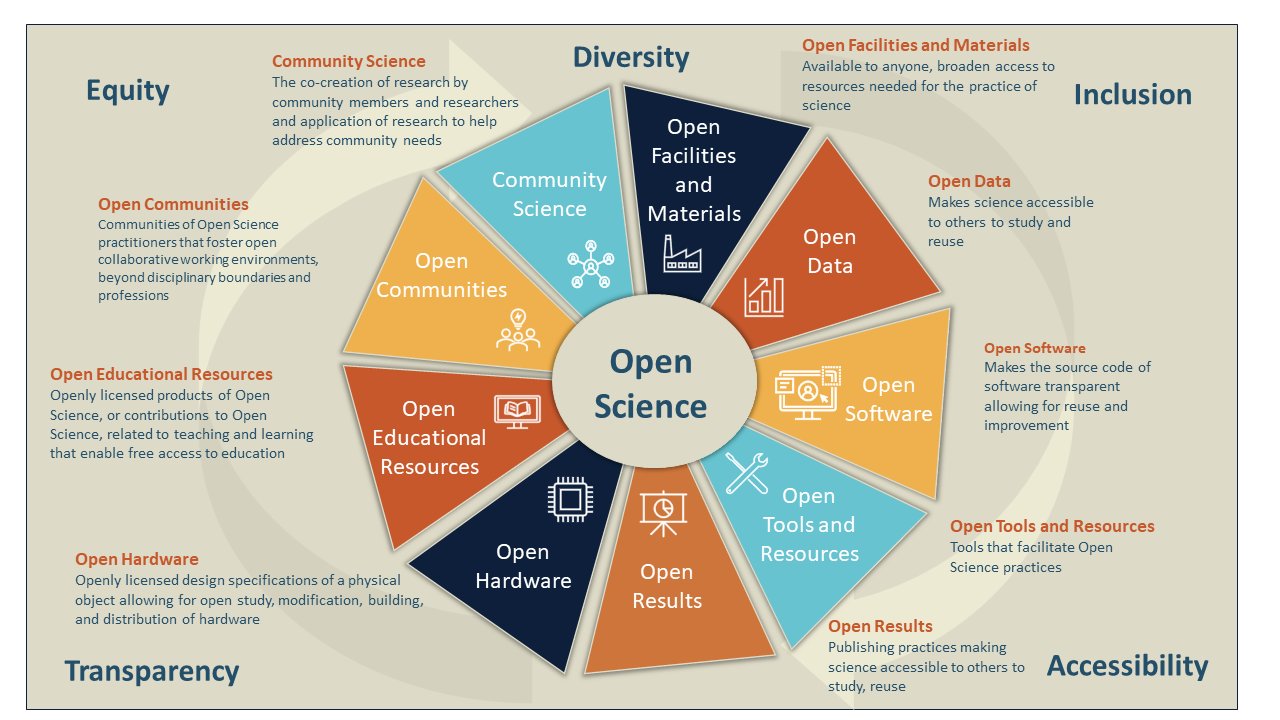 Equity
Diversity
Inclusion
Community Science
The co-creation of research by
community members and researchers
and application of research to help
address community needs
Open Facilities and Materials
Available to anyone, broaden access to
resources needed for the practice of
science
Open Communities
Communities of Open Science
practitioners that foster open
collaborative working environments,
beyond disciplinary boundaries and
professions
Open Data
Makes science accessible
to others to study and
reuse
Open Educational Resources
Openly licensed products of Open
Science, or contributions to Open
Science, related to teaching and learning
that enable free access to education
Open Software
Makes the source code of
software transparent
allowing for reuse and
improvement
Open Hardware
Openly licensed design specifications of a physical
object allowing for open study, modification, building,
and distribution of hardware
Open Tools and Resources
Tools that facilitate Open
Science practices
Open Results
Publishing practices making
science accessible to others to
study, reuse
Community
Science
Open
Facilities
and
Materials
Open
Data
Open
Software
Open
Tools and
Resources
Open
Results
Open
Hardware
Open
Educational
Resources
Open
Communities
Open
Science
Transparency
Accessibility